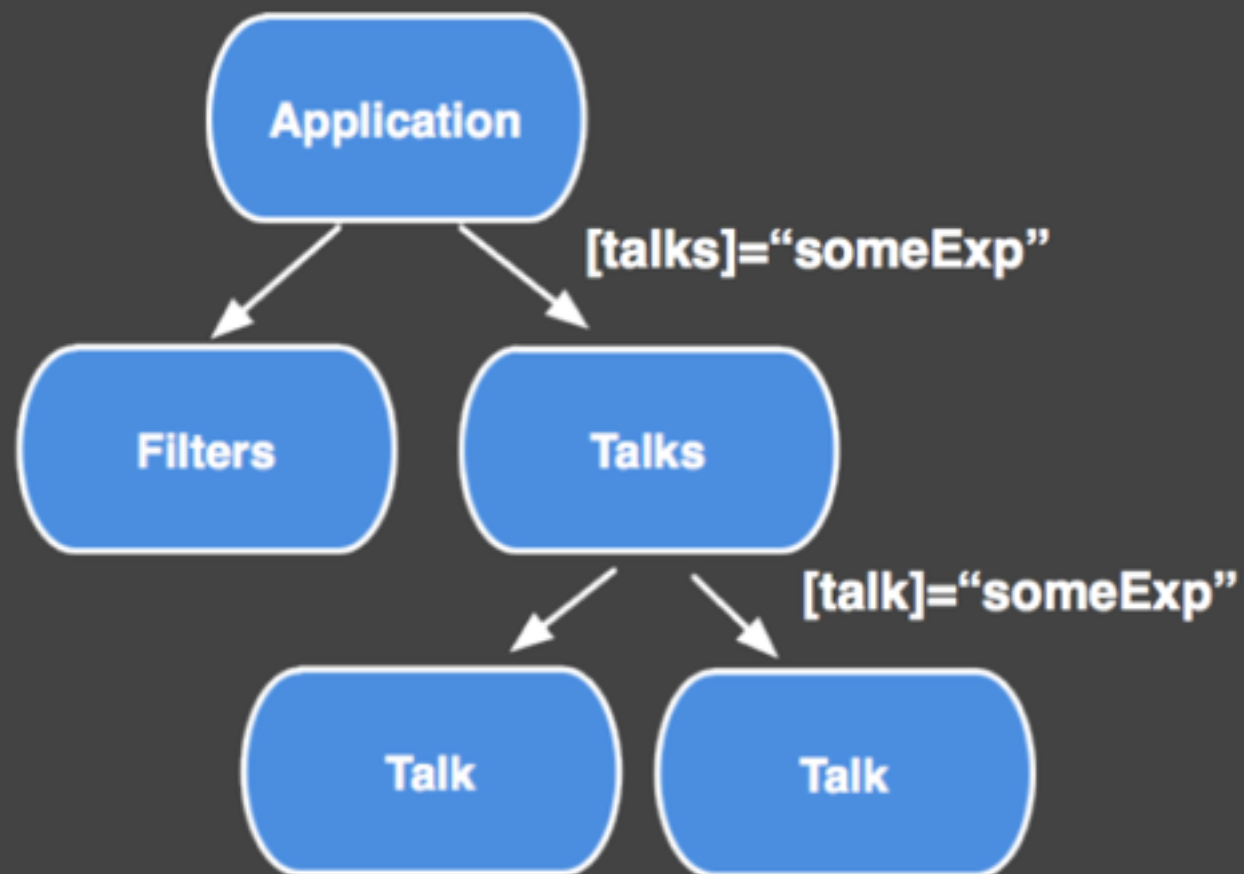 Application
[talks]=“someExp”
Filters
Talks
[talk]=“someExp”
Talk
Talk